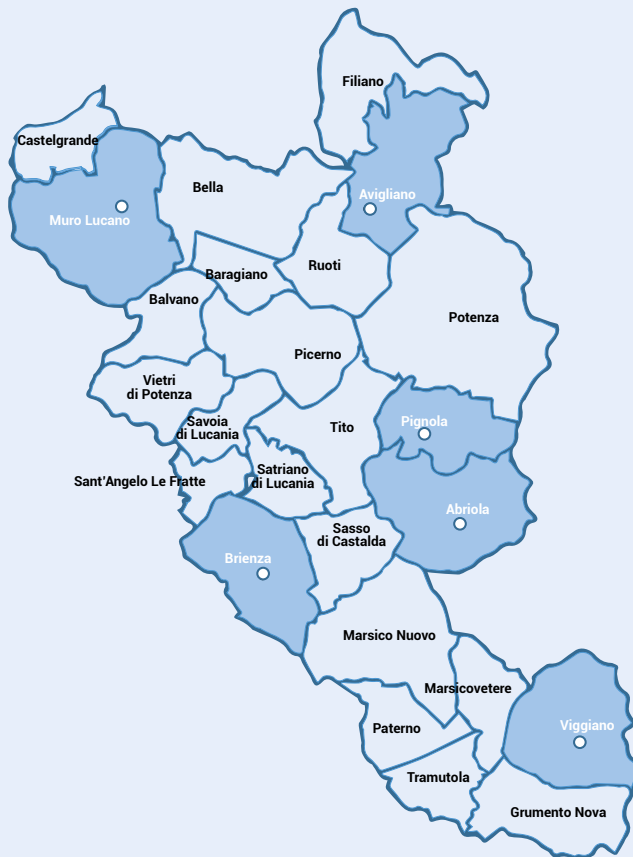 Filiano
Castelgrande
Bella
Avigliano
Muro Lucano
Ruoti
Baragiano
Balvano
Potenza
Picerno
Vietri
di Potenza
Savoia
di Lucania
Tito
Pignola
Satriano
di Lucania
Sant'Angelo Le Fratte
Abriola
Sasso
di Castalda
Brienza
Marsico Nuovo
Marsicovetere
Paterno
Viggiano
Tramutola
Grumento Nova